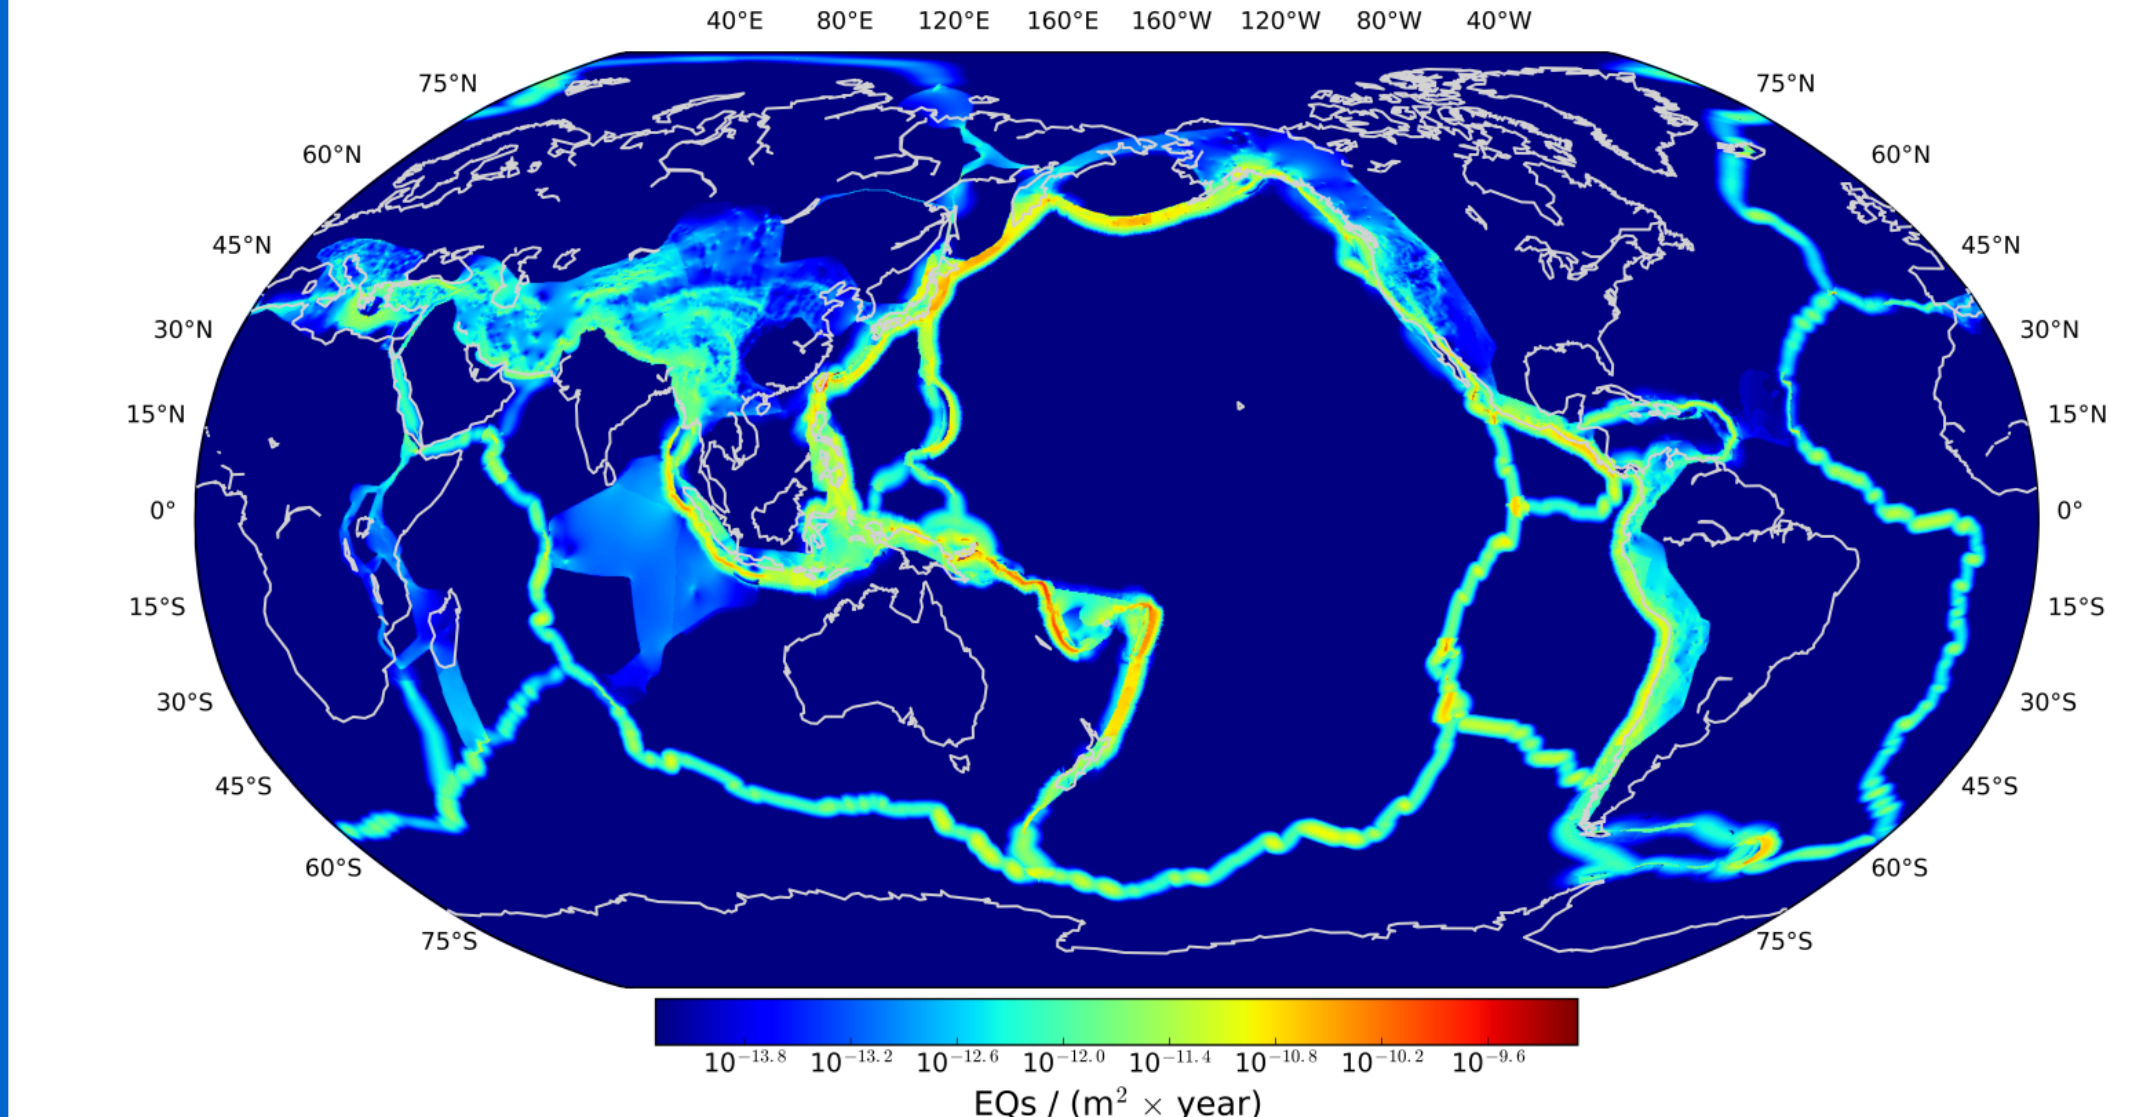 40°E 80°E 120°E 160°E 160°W 120°W 80°W 40°W
75°N 75°N
60°N 60°N
45°N 45°N
30°N 30°N
15°N 15°N
0° 0°
15°S 15°S
30°S 30°S
45°S 45°S
60°S 60°S
75°S 75°S
10⁻¹³·⁸ 10⁻¹³·² 10⁻¹²·⁶ 10⁻¹²·⁰ 10⁻¹¹·⁴ 10⁻¹⁰·⁸ 10⁻¹⁰·² 10⁻⁹·⁶
EQs / (m² × year)